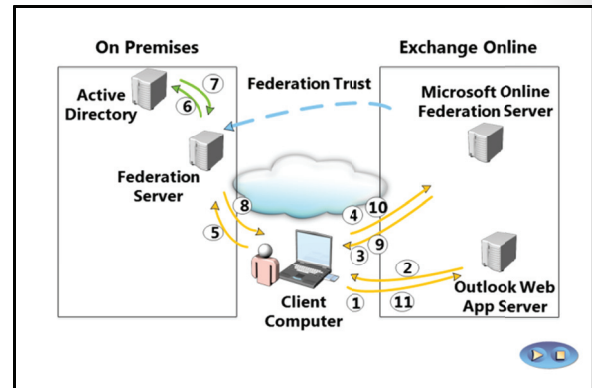 On Premises
Exchange Online
Active
Directory
7
6
Federation Trust
Microsoft Online
Federation Server
Federation
Server
8
5
4
10
3
9
2
Client
Computer
1
11
Outlook Web
App Server